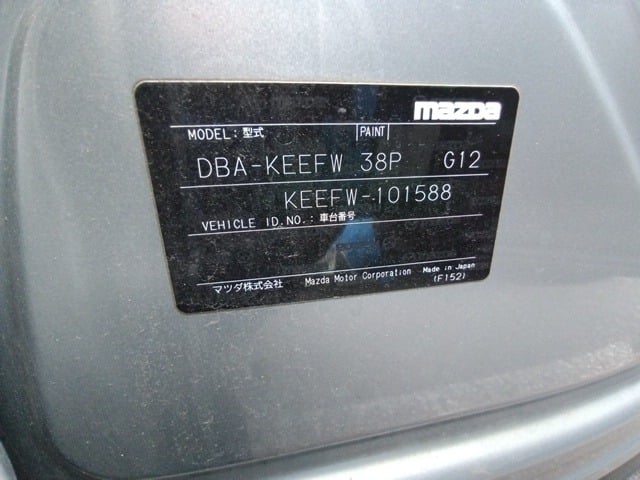 mazda
MODEL: 型式 PAINT
DBA-KEEFW 38P G12
KEEFW-101588
VEHICLE ID.NO.: 車台番号
マツダ株式会社 Mazda Motor Corporation Made in Japan
(F152)